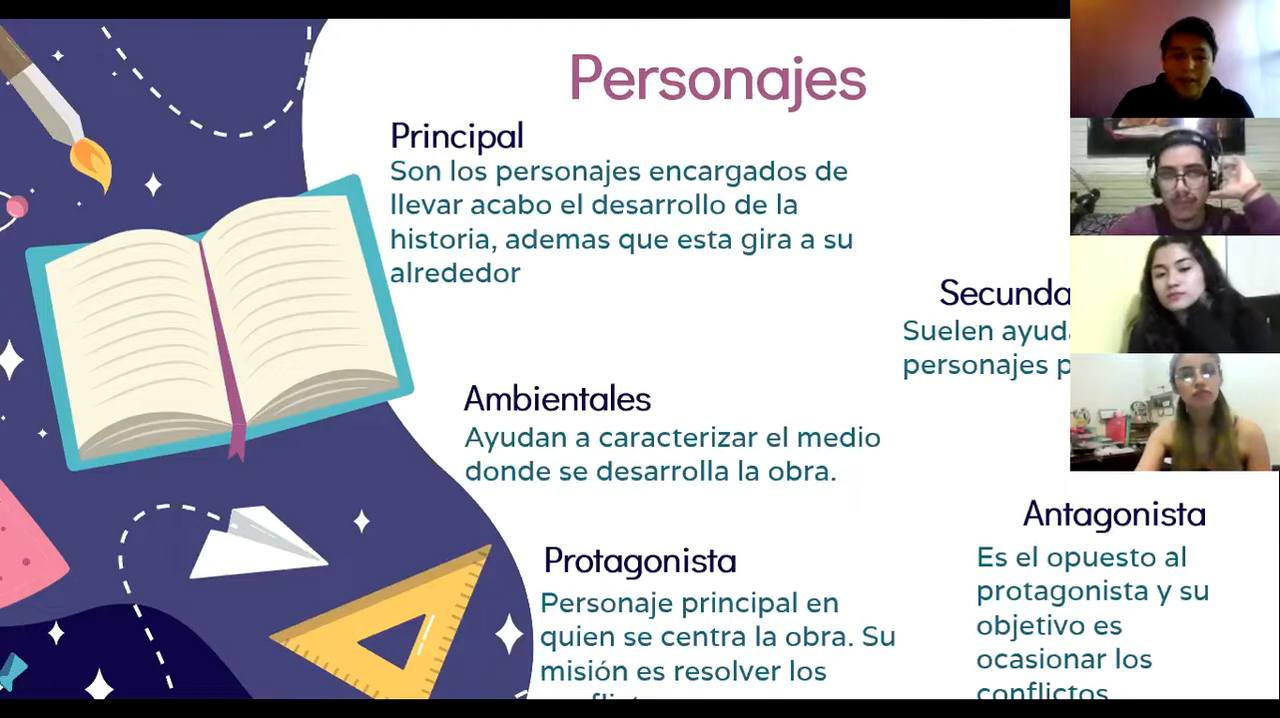 Personajes
Principal
Son los personajes encargados de
llevar acabo el desarrollo de la
historia, ademas que esta gira a su
alrededor
Suelen
personajes
Ambientales
Ayudan a caracterizar el medio
donde se desarrolla la obra.
Antagonista
Es el opuesto al
protagonista y su
objetivo es
ocasionar los
conflictos
Protagonista
Personaje principal en
quien se centra la obra. Su
misión es resolver los